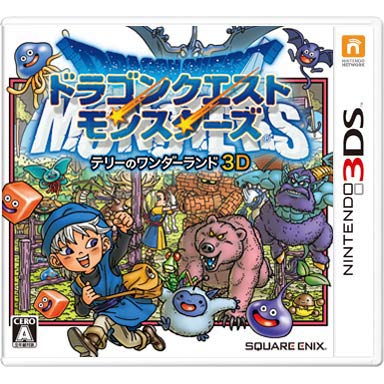 NINTENDO
NETWORK
DRAGON QUEST
MONSTERS
ドラゴンクエスト
モンスターズ
テリーのワンダーランド3D
NINTENDO 3DS
CERO
A
SQUARE ENIX.